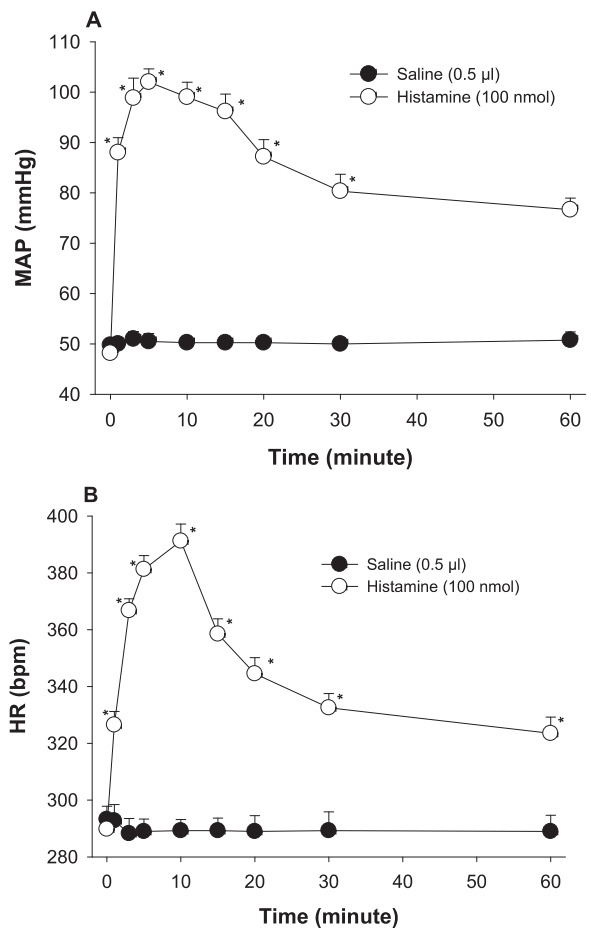 A
110
100
90
80
70
60
50
40
MAP (mmHg)
Saline (0.5 µl)
Histamine (100 nmol)
* * * * * * * *
0 10 20 30 40 50 60
Time (minute)
B
400
380
360
340
320
300
280
HR (bpm)
Saline (0.5 µl)
Histamine (100 nmol)
* * * * * * * *
0 10 20 30 40 50 60
Time (minute)